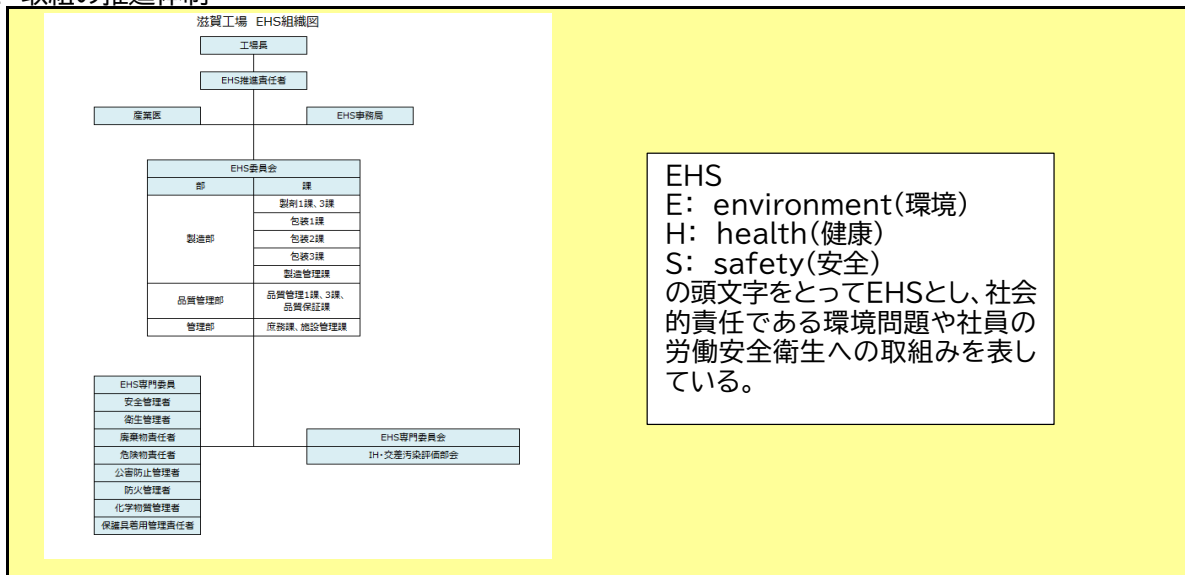 取組の推進体制
滋賀工場 EHS組織図
工場長
EHS推進責任者
産業医
EHS事務局
EHS委員会
部 課
製造部
製剤1課、3課
包装1課
包装2課
包装3課
製造管理課
品質管理部
品質管理1課、3課、
品質保証課
管理部
庶務課、施設管理課
EHS専門委員
安全管理者
衛生管理者
廃棄物責任者
危険物責任者
公害防止管理者
防火管理者
化学物質管理者
保護具着用管理責任者
EHS専門委員会
IH・交差汚染評価部会
EHS
E: environment(環境)
H: health(健康)
S: safety(安全)
の頭文字をとってEHSとし、社会
的責任である環境問題や社員の
労働安全衛生への取組みを表し
ている。